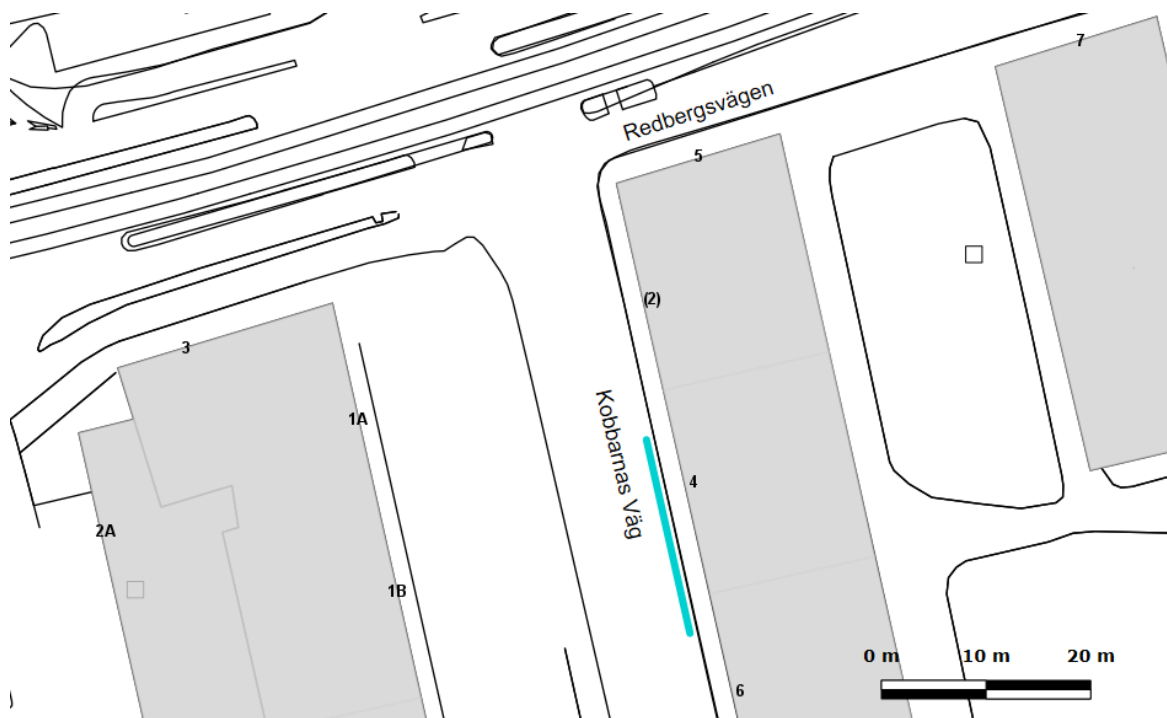 7
Redbergsvägen
5
(2)
3
Kobbarnas Väg
1A
4
2A
1B
0 m 10 m 20 m
6